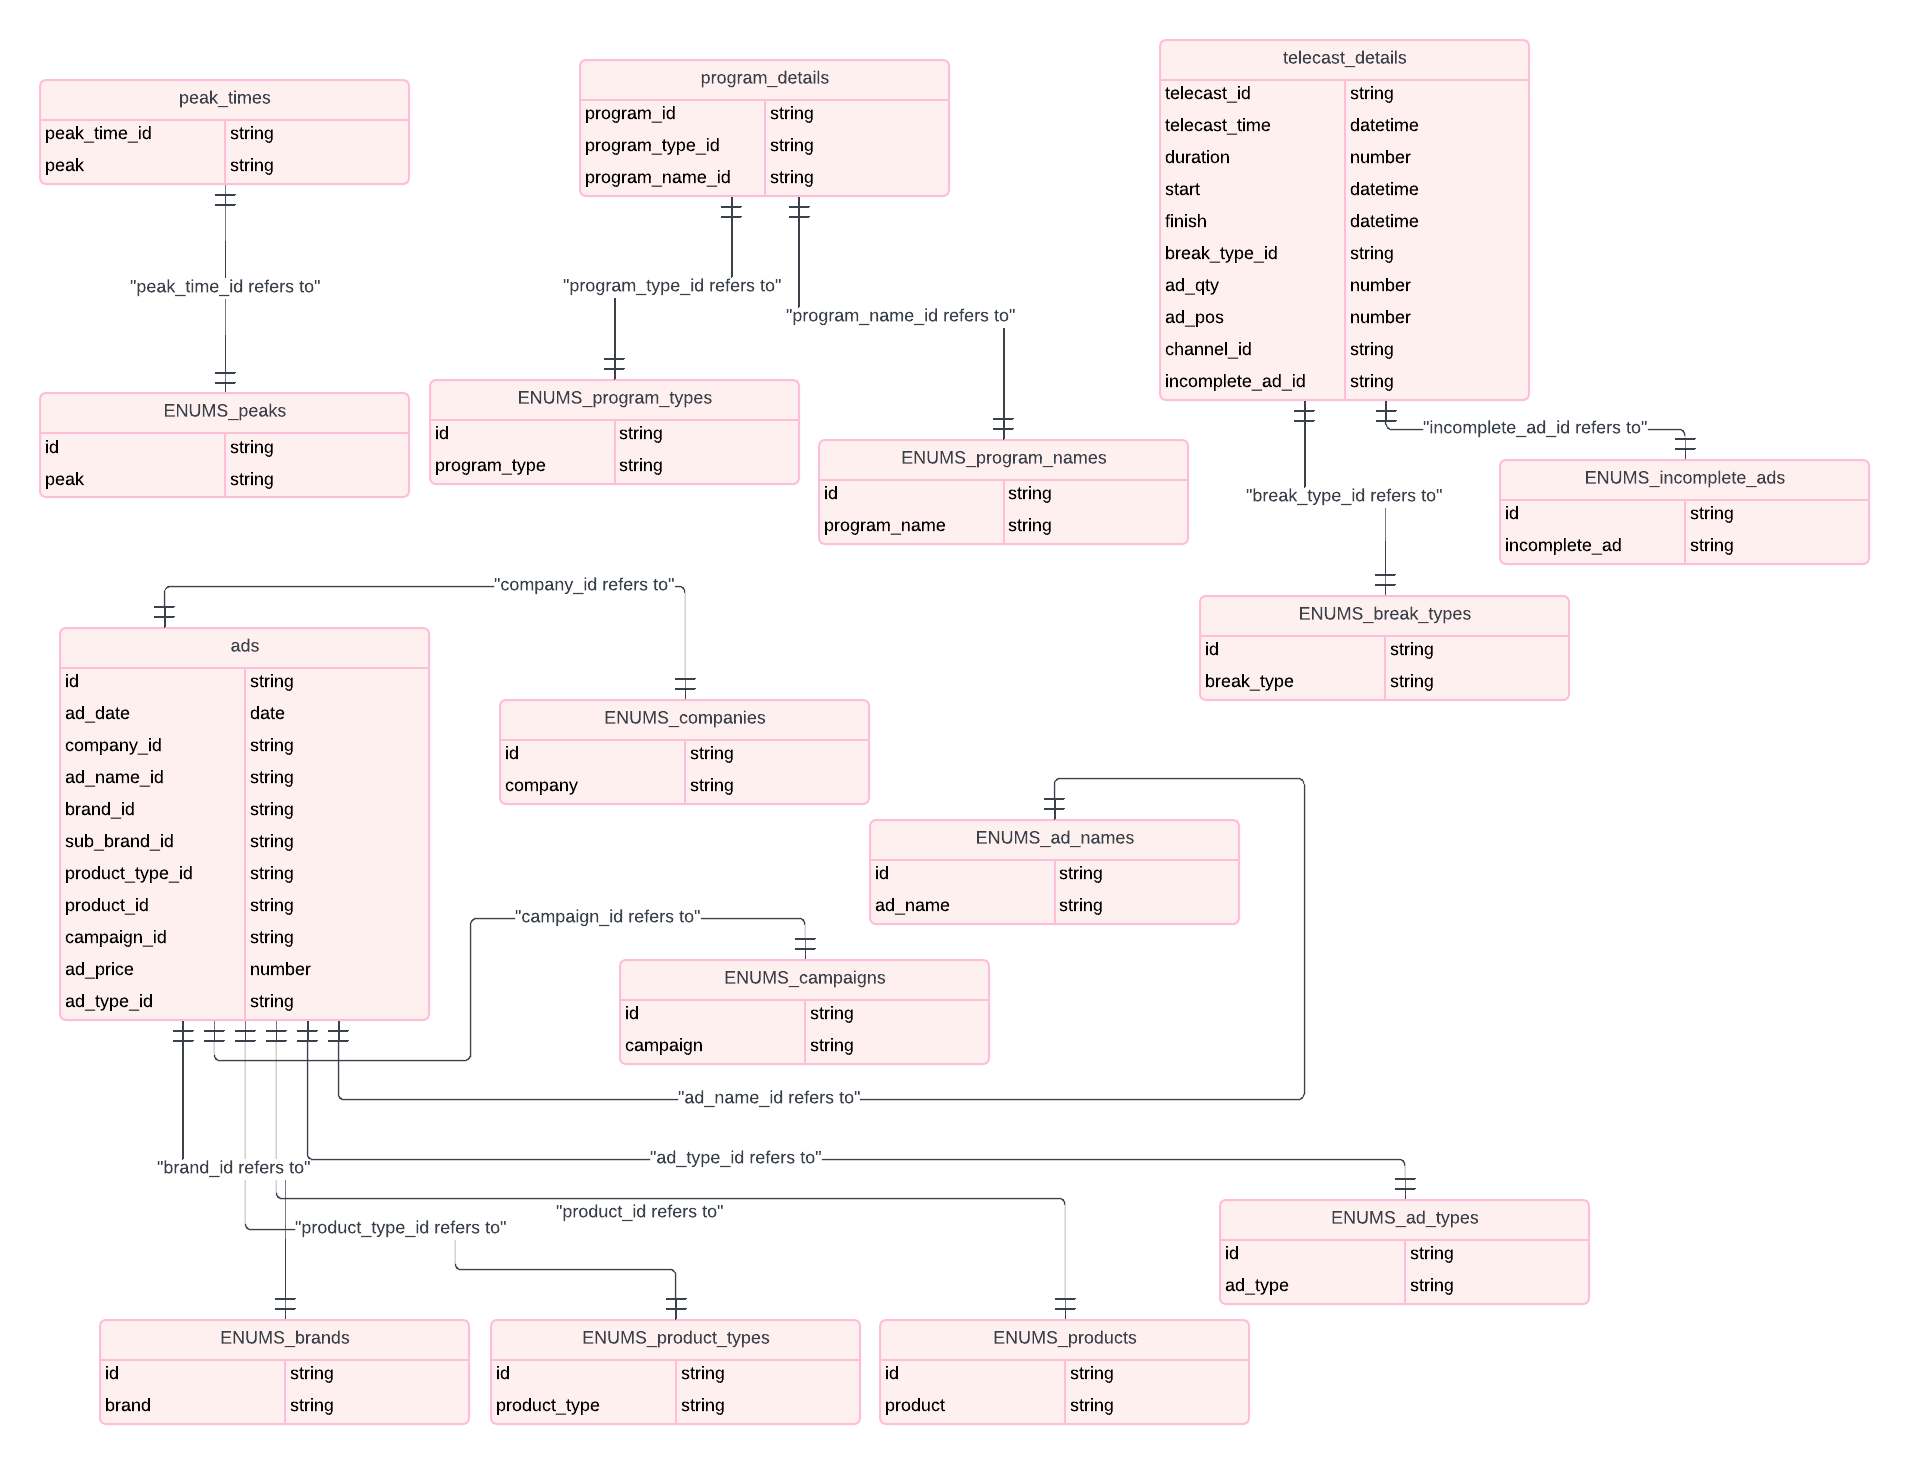 peak_times
peak_time_id string
peak string
program_details
program_id string
program_type_id string
program_name_id string
telecast_details
telecast_id string
telecast_time datetime
duration number
start datetime
finish datetime
break_type_id string
ad_qty number
ad_pos number
channel_id string
incomplete_ad_id string
"peak_time_id refers to"
"program_type_id refers to"
"program_name_id refers to"
"incomplete_ad_id refers to"
"break_type_id refers to"
ENUMS_peaks
id string
peak string
ENUMS_program_types
id string
program_type string
ENUMS_program_names
id string
program_name string
ENUMS_incomplete_ads
id string
incomplete_ad string
ENUMS_break_types
id string
break_type string
"company_id refers to"
ads
id string
ad_date date
company_id string
ad_name_id string
brand_id string
sub_brand_id string
product_type_id string
product_id string
campaign_id string
ad_price number
ad_type_id string
ENUMS_companies
id string
company string
ENUMS_ad_names
id string
ad_name string
"campaign_id refers to"
ENUMS_campaigns
id string
campaign string
"ad_name_id refers to"
"ad_type_id refers to"
"brand_id refers to"
"product_id refers to"
"product_type_id refers to"
ENUMS_ad_types
id string
ad_type string
ENUMS_brands
id string
brand string
ENUMS_product_types
id string
product_type string
ENUMS_products
id string
product string